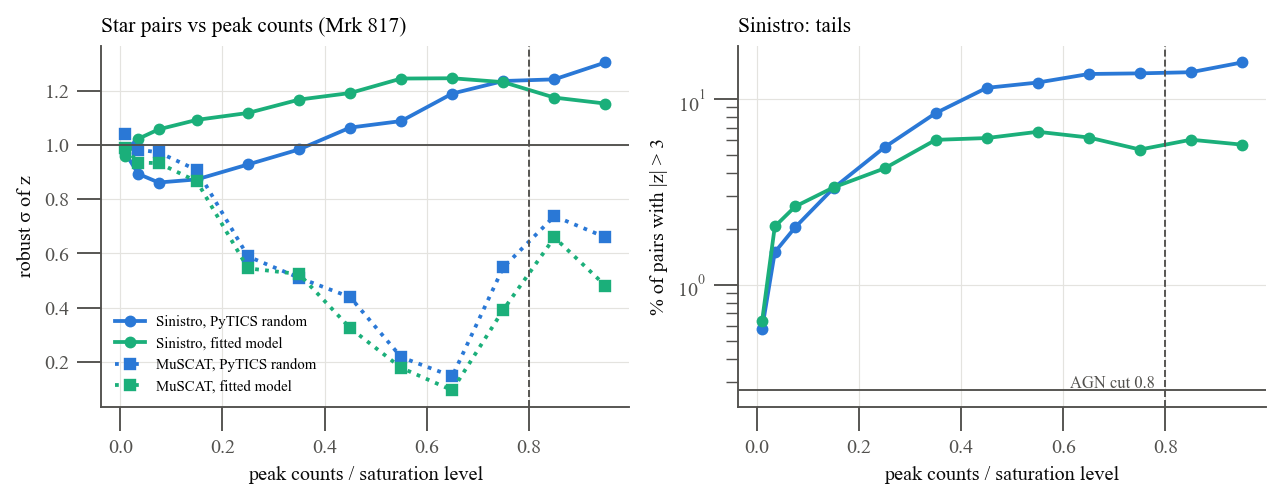 Star pairs vs peak counts (Mrk 817)
robust σ of z
1.2
1.0
0.8
0.6
0.4
0.2
Sinistro, PyTICS random
Sinistro, fitted model
MuSCAT, PyTICS random
MuSCAT, fitted model
0.0 0.2 0.4 0.6 0.8
peak counts / saturation level
Sinistro: tails
% of pairs with |z| > 3
10¹
10⁰
AGN cut 0.8
0.0 0.2 0.4 0.6 0.8
peak counts / saturation level